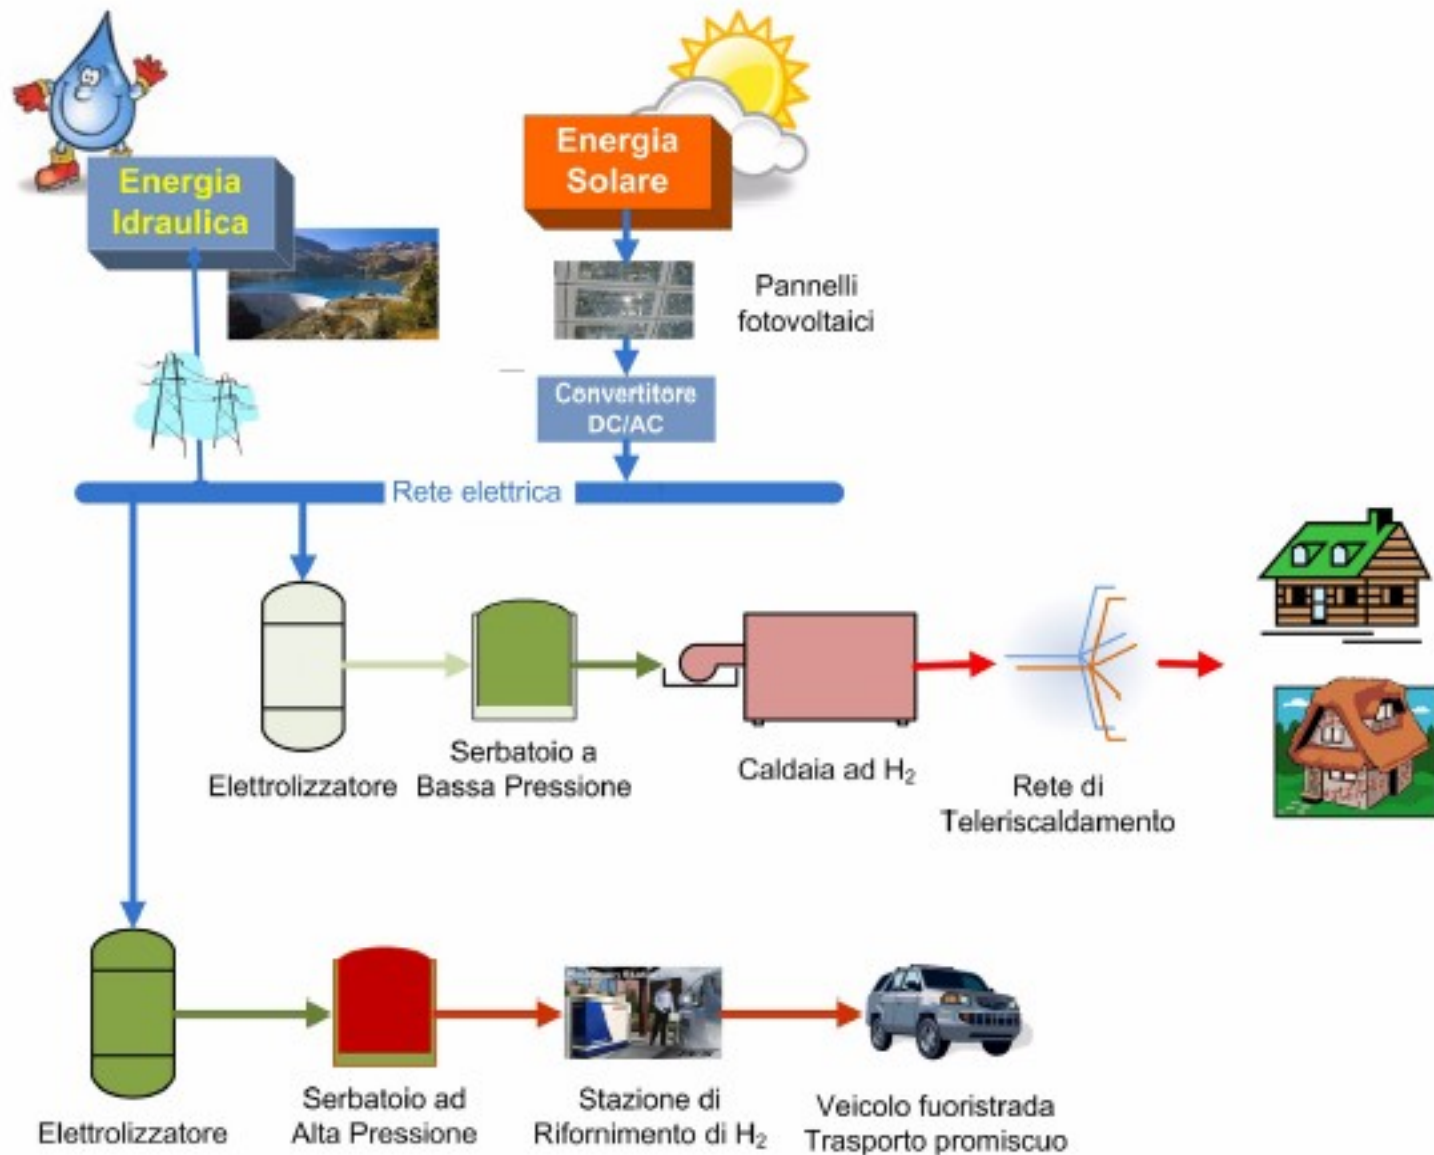 Energia
Idraulica
Energia
Solare
Pannelli
fotovoltaici
Convertitore
DC/AC
Rete elettrica
Elettrolizzatore
Serbatoio a
Bassa Pressione
Caldaia ad H₂
Rete di
Teleriscaldamento
Elettrolizzatore
Serbatoio ad
Alta Pressione
Stazione di
Rifornimento di H₂
Veicolo fuoristrada
Trasporto promiscuo